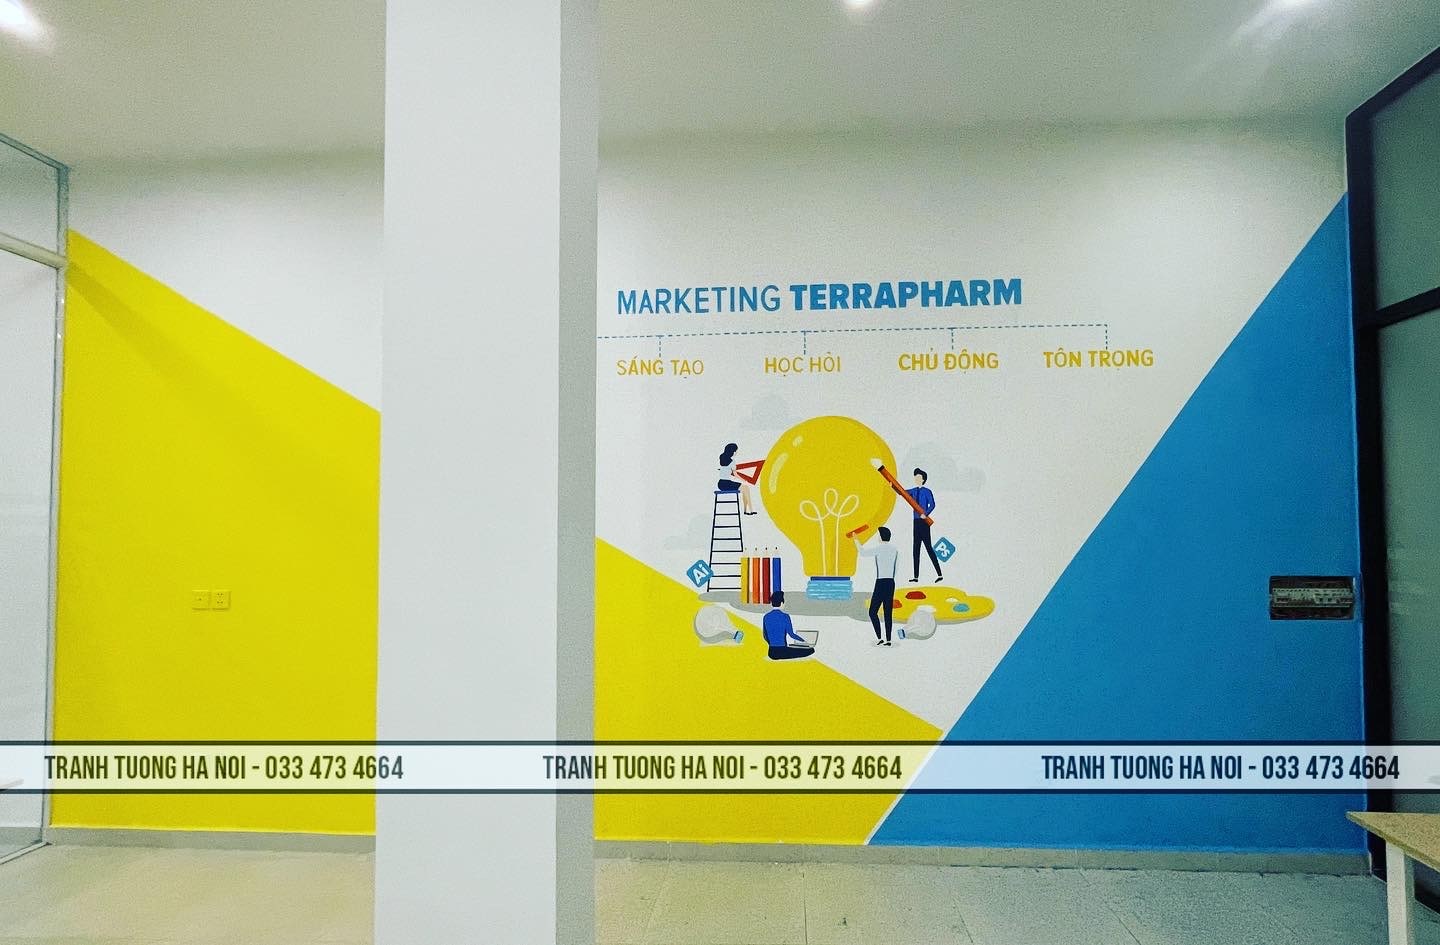 MARKETING TERRAPHARM
SÁNG TẠO HỌC HỎI CHỦ ĐỘNG TÔN TRỌNG
Ai
Ps
TRANH TUONG HA NOI - 033 473 4664 TRANH TUONG HA NOI - 033 473 4664 TRANH TUONG HA NOI - 033 473 4664